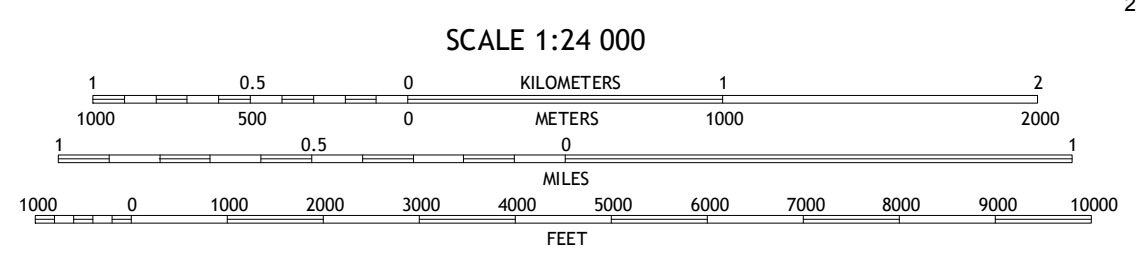 2
SCALE 1:24 000
1 0.5 0 KILOMETERS 1 2
1000 500 0 METERS 1000 2000
1 0.5 0 1
MILES
1000 0 1000 2000 3000 4000 5000 6000 7000 8000 9000 10000
FEET